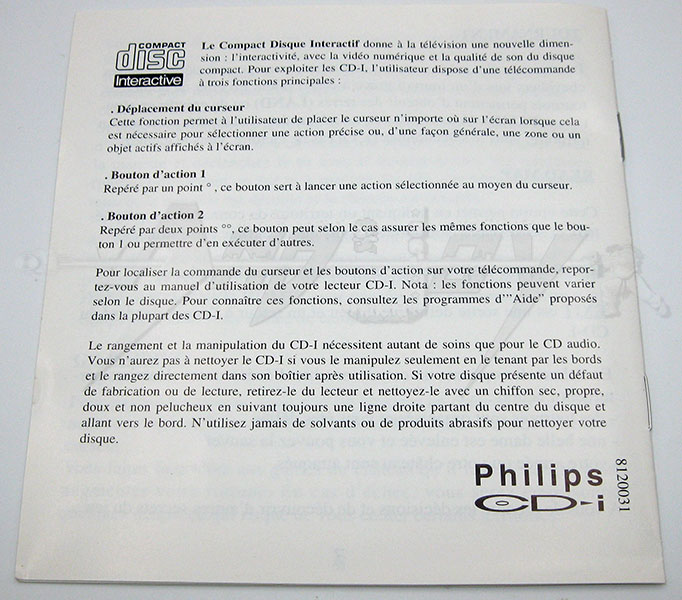 COMPACT
disc
Interactive
Le Compact Disque Interactif donne à la télévision une nouvelle dimen-
sion : l'interactivité, avec la vidéo numérique et la qualité de son du disque
compact. Pour exploiter les CD-I, l'utilisateur dispose d'une télécommande
à trois fonctions principales :
. Déplacement du curseur
Cette fonction permet à l'utilisateur de placer le curseur n'importe où sur l'écran lorsque cela
est nécessaire pour sélectionner une action précise ou, d'une façon générale, une zone ou un
objet actifs affichés à l'écran.
. Bouton d'action 1
Repéré par un point °, ce bouton sert à lancer une action sélectionnée au moyen du curseur.
. Bouton d'action 2
Repéré par deux points °°, ce bouton peut selon le cas assurer les mêmes fonctions que le bou-
ton 1 ou permettre d'en exécuter d'autres.
Pour localiser la commande du curseur et les boutons d'action sur votre télécommande, repor-
tez-vous au manuel d'utilisation de votre lecteur CD-I. Nota : les fonctions peuvent varier
selon le disque. Pour connaître ces fonctions, consultez les programmes d'"Aide" proposés
dans la plupart des CD-I.
Le rangement et la manipulation du CD-I nécessitent autant de soins que pour le CD audio.
Vous n'aurez pas à nettoyer le CD-I si vous le manipulez seulement en le tenant par les bords
et le rangez directement dans son boîtier après utilisation. Si votre disque présente un défaut
de fabrication ou de lecture, retirez-le du lecteur et nettoyez-le avec un chiffon sec, propre,
doux et non pelucheux en suivant toujours une ligne droite partant du centre du disque et
allant vers le bord. N'utilisez jamais de solvants ou de produits abrasifs pour nettoyer votre
disque.
Philips
CD-i
8120031